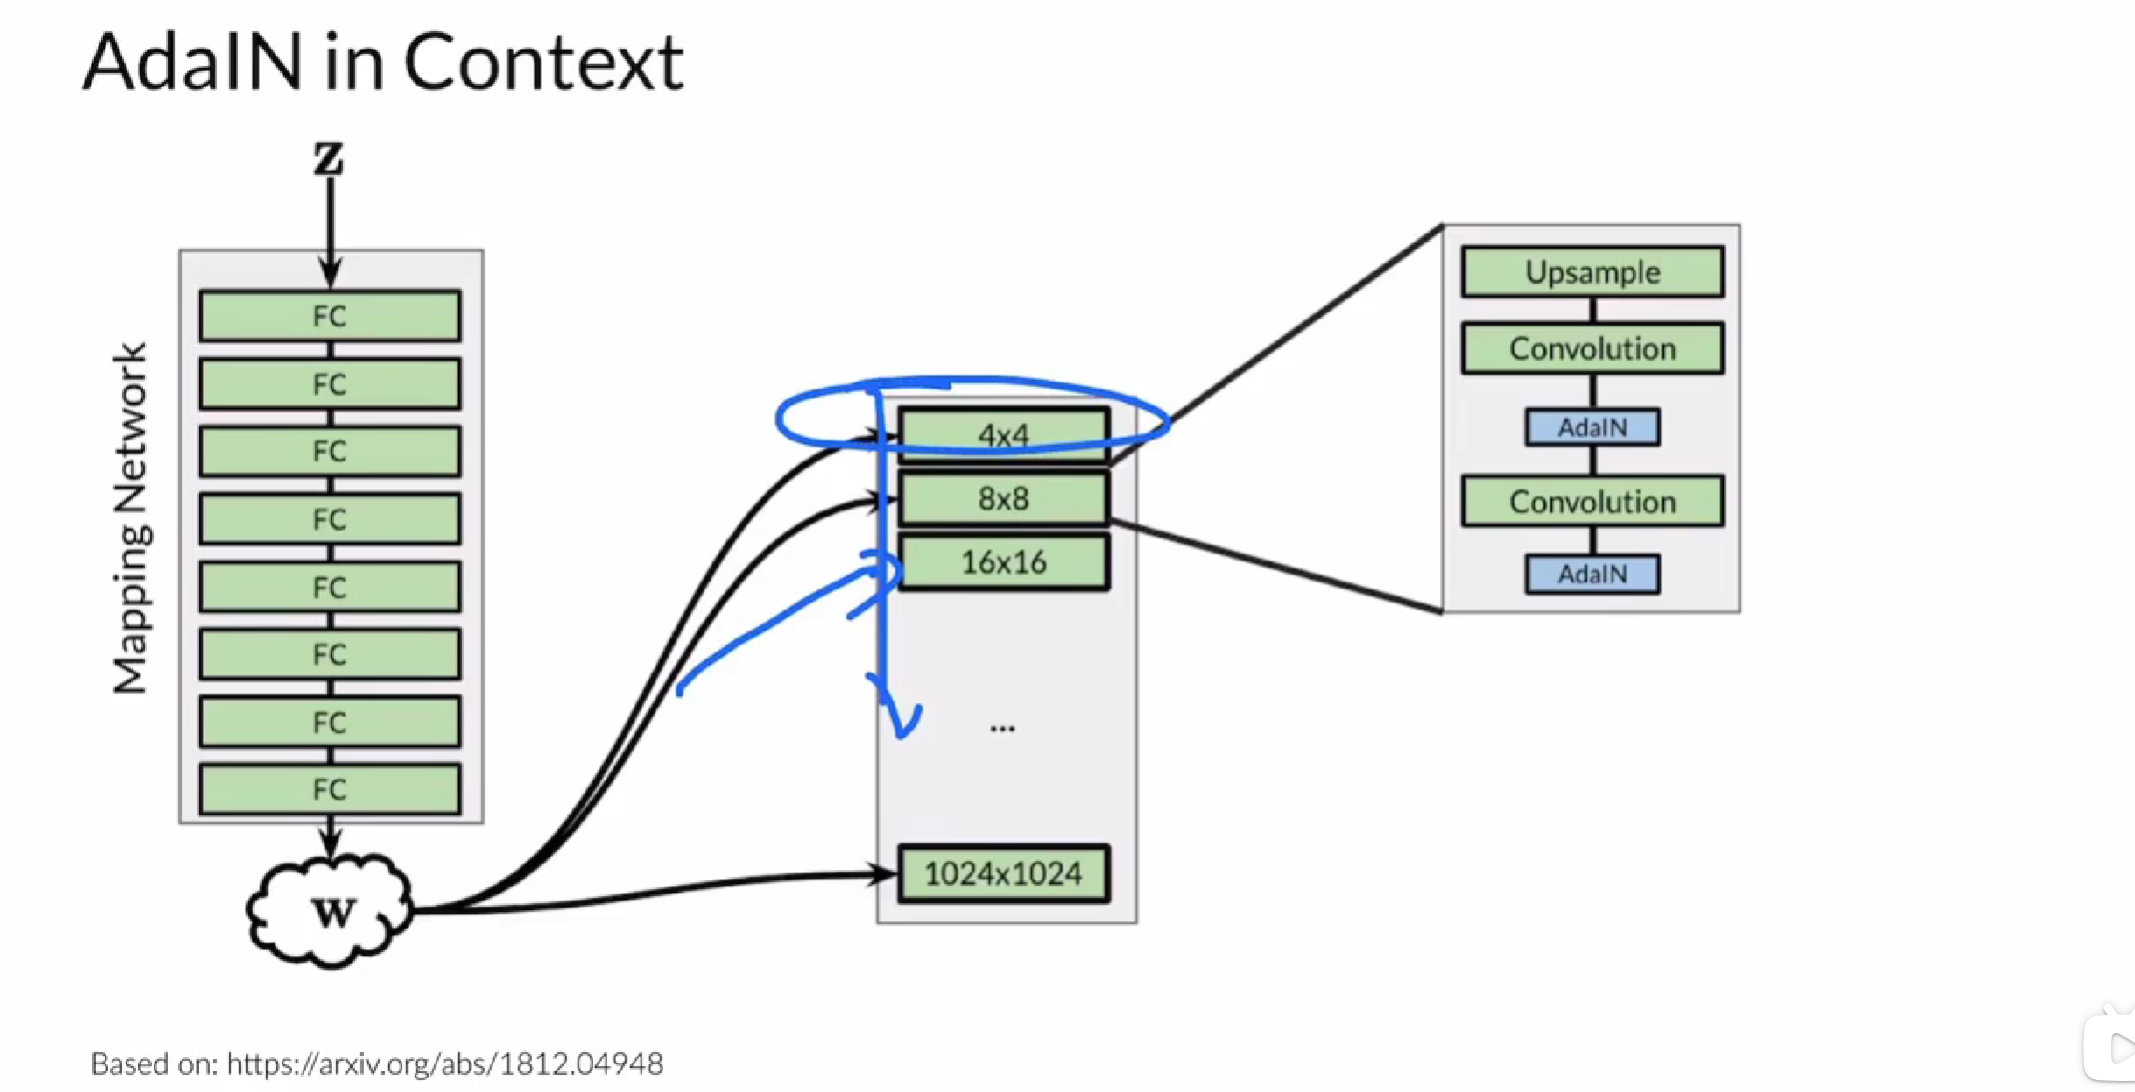 AdaIN in Context
z
Mapping Network
FC
FC
FC
FC
FC
FC
FC
FC
w
4x4
8x8
16x16
...
1024x1024
Upsample
Convolution
AdaIN
Convolution
AdaIN
Based on: https://arxiv.org/abs/1812.04948